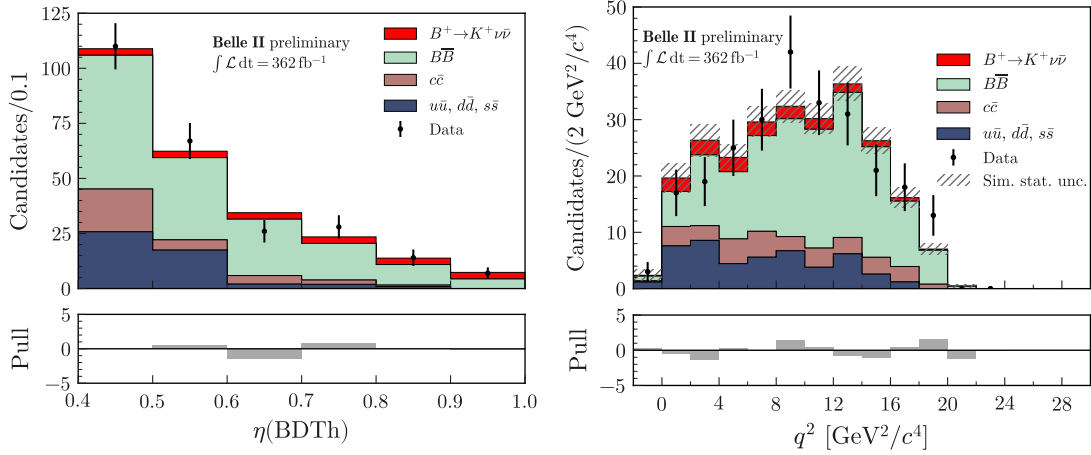 Belle II preliminary
∫ 𝓛 dt = 362 fb⁻¹
B⁺→K⁺νν̄
BB̅
cc̄
uū, dd̄, ss̄
Data
Candidates/0.1
125
100
75
50
25
0
Pull
5
0
−5
0.4 0.5 0.6 0.7 0.8 0.9 1.0
η(BDTh)
Belle II preliminary
∫ 𝓛 dt = 362 fb⁻¹
B⁺→K⁺νν̄
BB̅
cc̄
uū, dd̄, ss̄
Data
Sim. stat. unc.
Candidates/(2 GeV²/c⁴)
50
40
30
20
10
0
Pull
5
0
−5
0 4 8 12 16 20 24 28
q² [GeV²/c⁴]